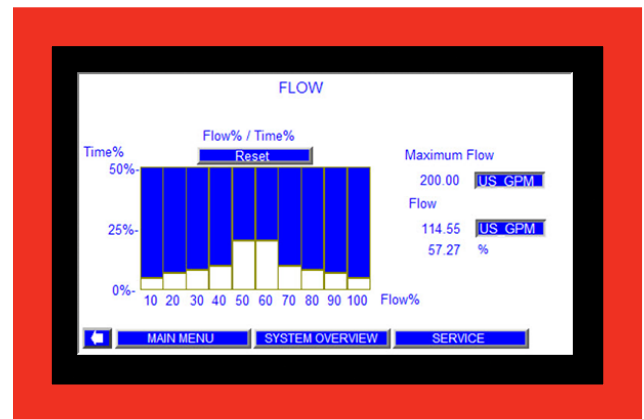 FLOW
Flow% / Time%
Reset
Time%
50%-
25%-
0%-
10 20 30 40 50 60 70 80 90 100 Flow%
Maximum Flow
200.00 US GPM
Flow
114.55 US GPM
57.27 %
MAIN MENU SYSTEM OVERVIEW SERVICE